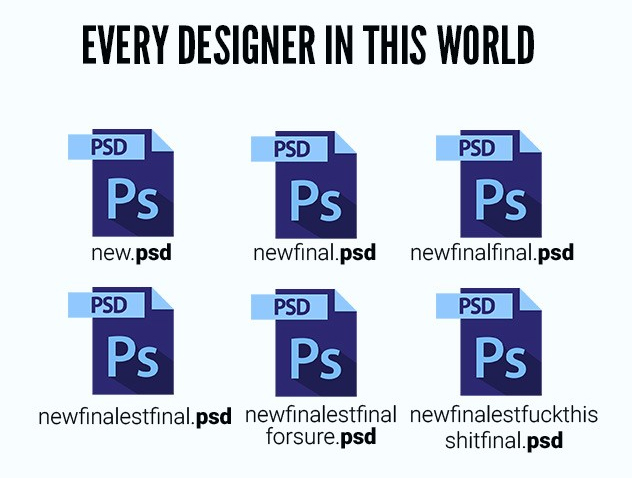 EVERY DESIGNER IN THIS WORLD
PSD PSD PSD
Ps Ps Ps
new.psd newfinal.psd newfinalfinal.psd
PSD PSD PSD
Ps Ps Ps
newfinalestfinal.psd newfinalestfinal newfinalestfuckthis
forsure.psd shitfinal.psd